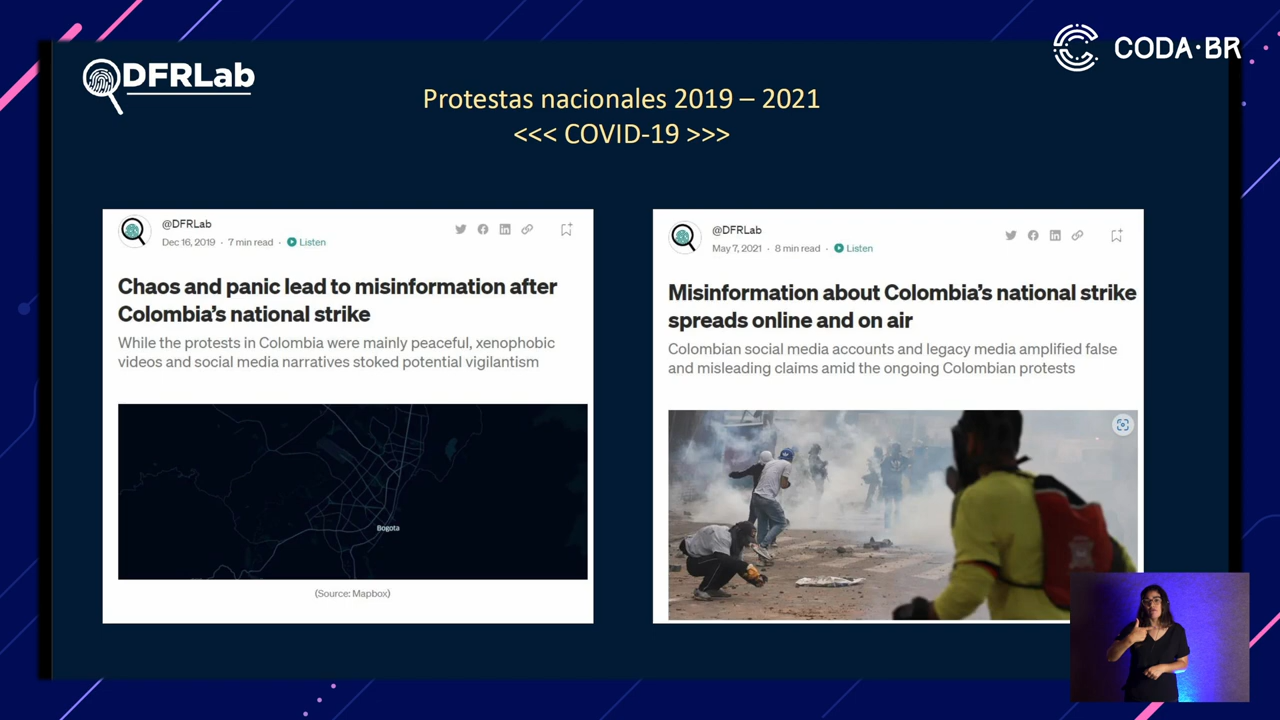 DFRLab
CODA·BR
Protestas nacionales 2019 – 2021
<<< COVID-19 >>>
@DFRLab
Dec 16, 2019 · 7 min read · Listen
Chaos and panic lead to misinformation after
Colombia's national strike
While the protests in Colombia were mainly peaceful, xenophobic
videos and social media narratives stoked potential vigilantism
Bogota
(Source: Mapbox)
@DFRLab
May 7, 2021 · 8 min read · Listen
Misinformation about Colombia's national strike
spreads online and on air
Colombian social media accounts and legacy media amplified false
and misleading claims amid the ongoing Colombian protests